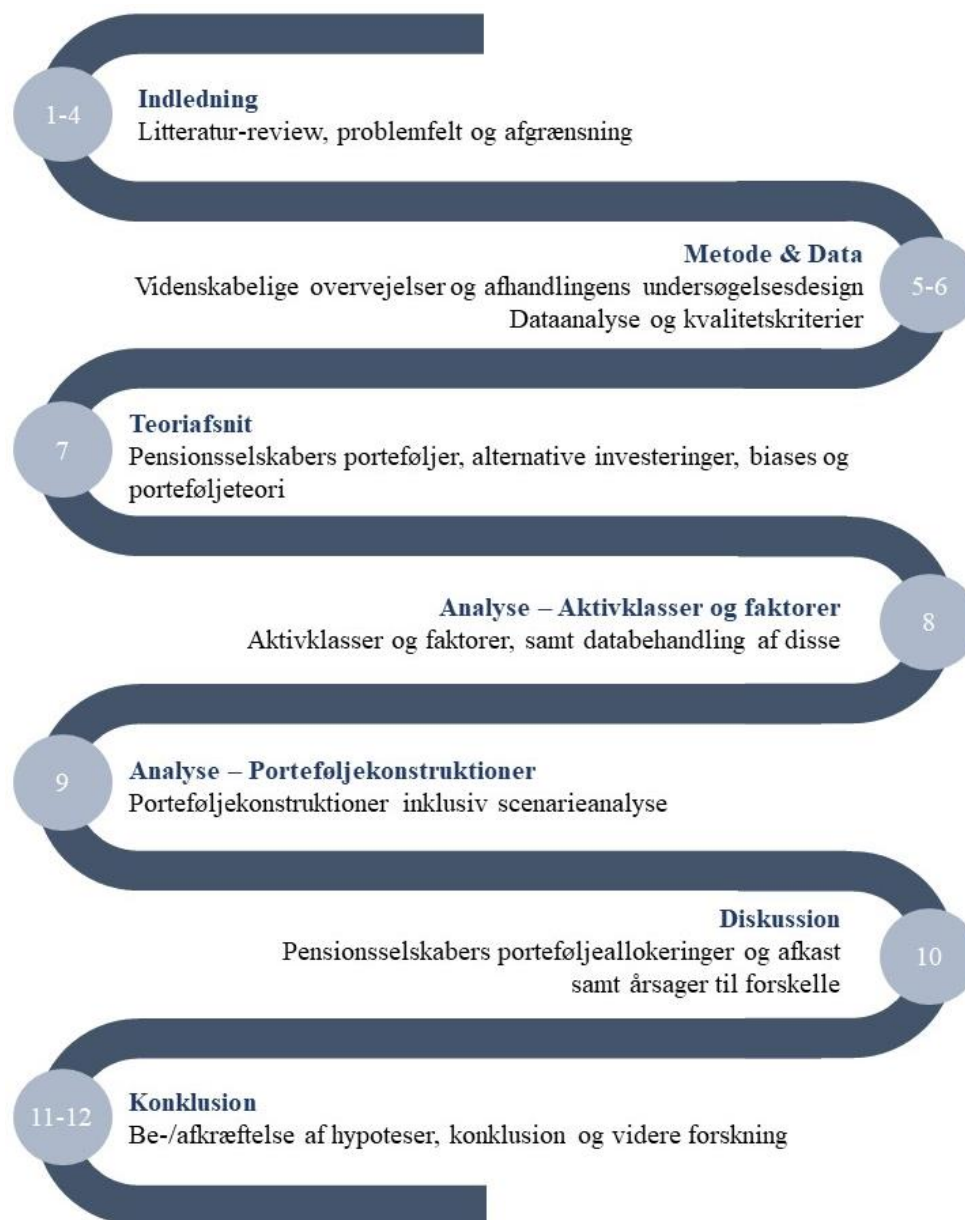 1-4
Indledning
Litteratur-review, problemfelt og afgrænsning
Metode & Data
Videnskabelige overvejelser og afhandlingens undersøgelsesdesign
Dataanalyse og kvalitetskriterier
5-6
7
Teoriafsnit
Pensionsselskabers porteføljer, alternative investeringer, biases og
porteføljeteori
Analyse – Aktivklasser og faktorer
Aktivklasser og faktorer, samt databehandling af disse
8
9
Analyse – Porteføljekonstruktioner
Porteføljekonstruktioner inklusiv scenarieanalyse
Diskussion
Pensionsselskabers porteføljeallokeringer og afkast
samt årsager til forskelle
10
11-12
Konklusion
Be-/afkræftelse af hypoteser, konklusion og videre forskning